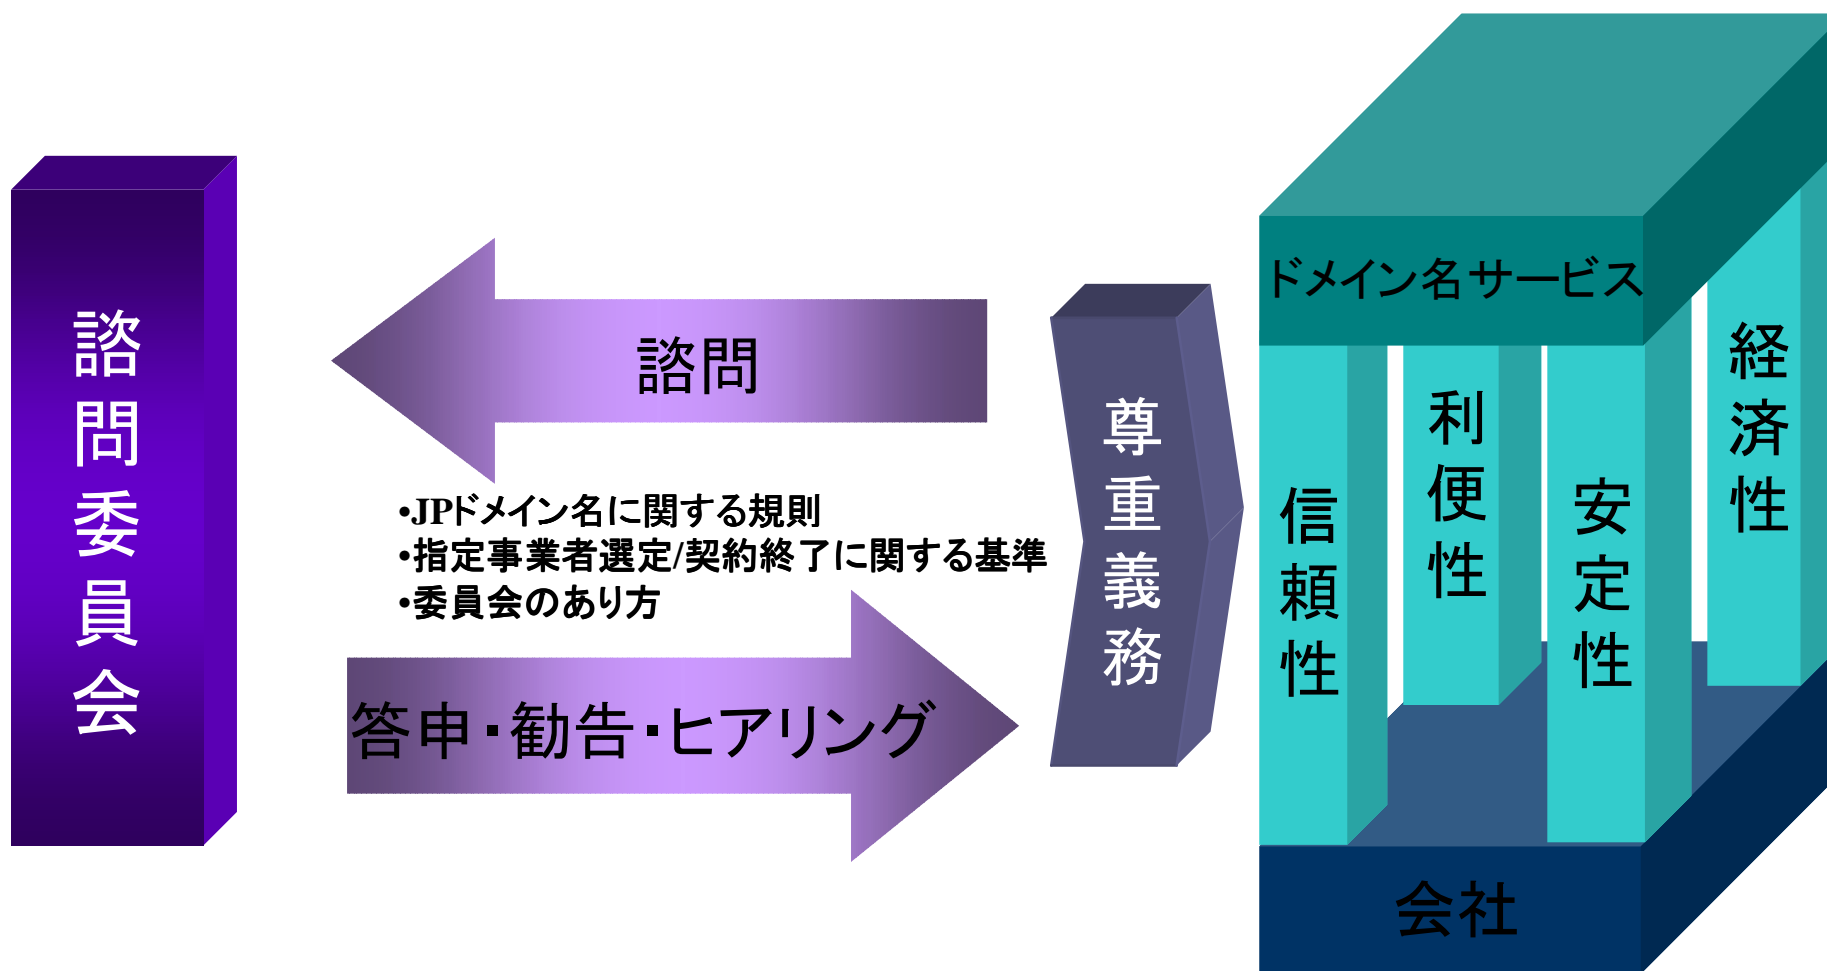 諮問委員会
諮問
•JPドメイン名に関する規則
•指定事業者選定/契約終了に関する基準
•委員会のあり方
答申・勧告・ヒアリング
尊重義務
ドメイン名サービス
信頼性
利便性
安定性
経済性
会社